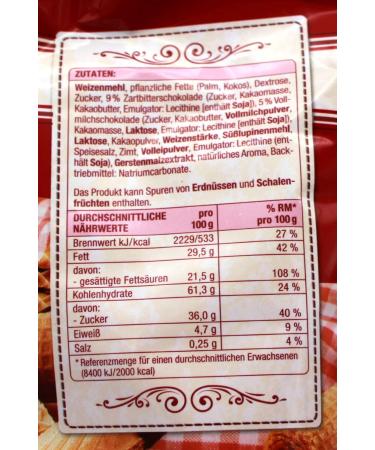 ZUTATEN:
Weizenmehl, pflanzliche Fette (Palm, Kokos), Dextrose,
Zucker, 9% Zartbitterschokolade (Zucker, Kakaomasse,
Kakaobutter, Emulgator: Lecithine [enthält Soja]), 5% Voll-
milchschokolade (Zucker, Kakaobutter, Vollmilchpulver,
Kakaomasse, Laktose, Emulgator: Lecithine [enthält Soja]),
Laktose, Kakaopulver, Weizenstärke, Süßlupinenmehl,
Speisesalz, Zimt, Volleipulver, Emulgator: Lecithine (ent-
hält Soja), Gerstenmalzextrakt, natürliches Aroma, Back-
triebmittel: Natriumcarbonate.
Das Produkt kann Spuren von Erdnüssen und Schalen-
früchten enthalten.
DURCHSCHNITTLICHE NÄHRWERTE pro 100g % RM* pro 100g
Brennwert kJ/kcal 2229/533 27 %
Fett 29,5 g 42 %
davon:
- gesättigte Fettsäuren 21,5 g 108 %
Kohlenhydrate 61,3 g 24 %
davon:
- Zucker 36,0 g 40 %
Eiweiß 4,7 g 9 %
Salz 0,25 g 4 %
*Referenzmenge für einen durchschnittlichen Erwachsenen
(8400 kJ/2000 kcal)